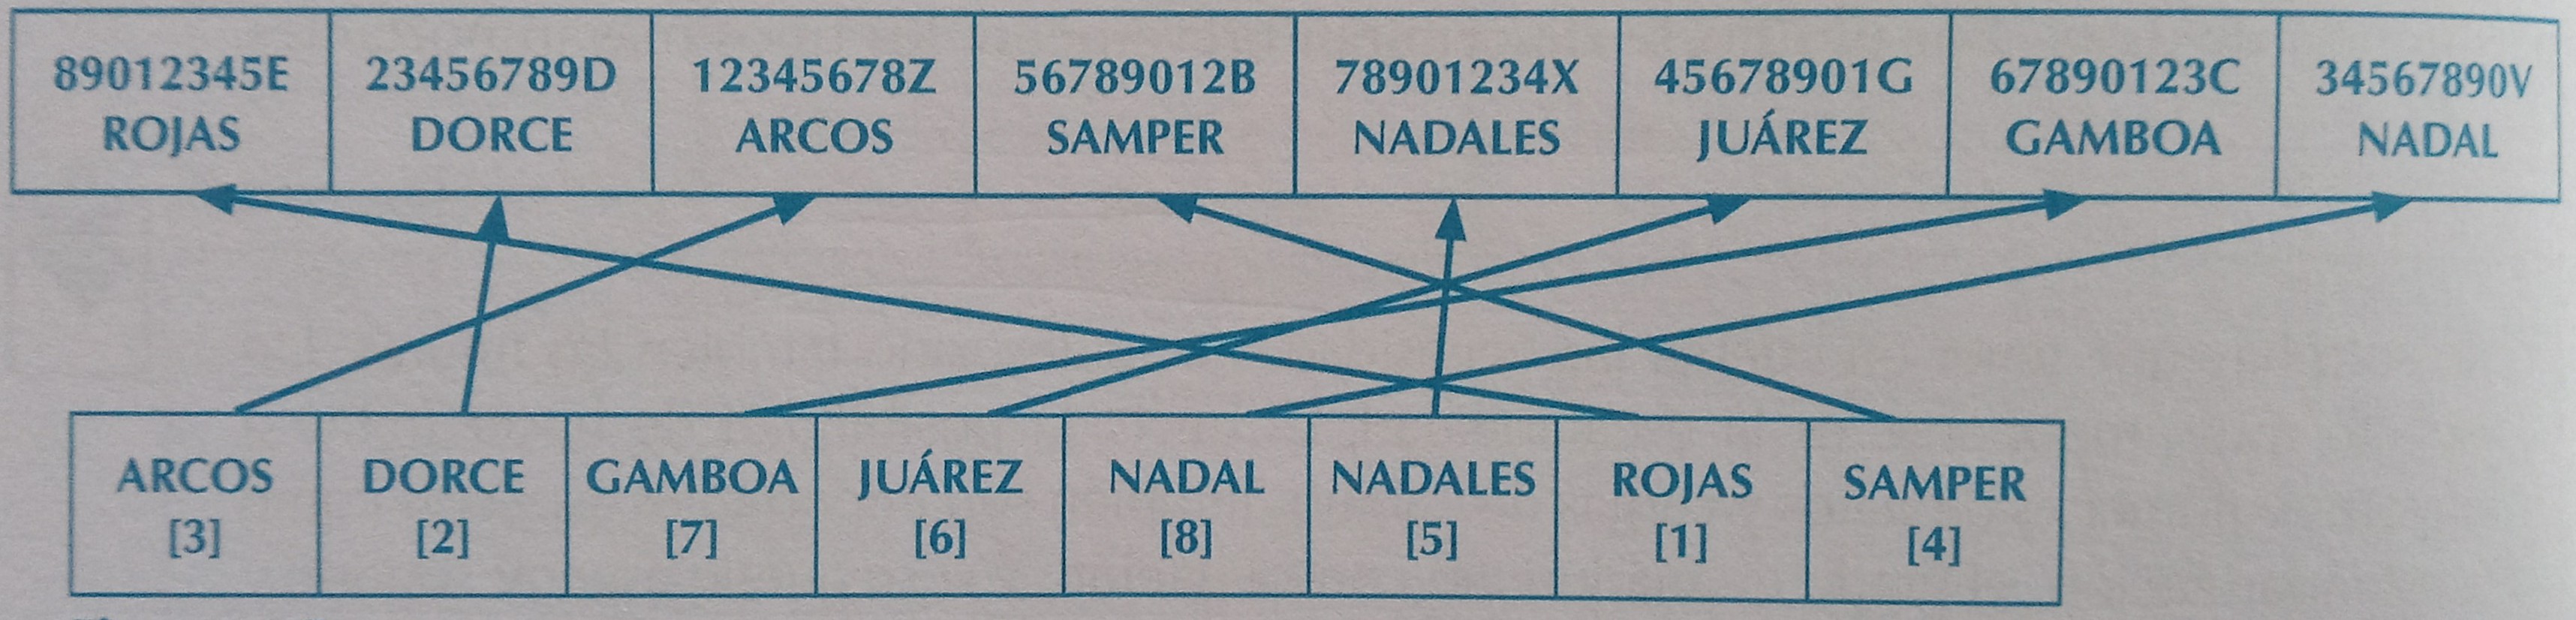 89012345E
ROJAS
23456789D
DORCE
12345678Z
ARCOS
56789012B
SAMPER
78901234X
NADALES
45678901G
JUÁREZ
67890123C
GAMBOA
34567890V
NADAL
ARCOS
[3]
DORCE
[2]
GAMBOA
[7]
JUÁREZ
[6]
NADAL
[8]
NADALES
[5]
ROJAS
[1]
SAMPER
[4]